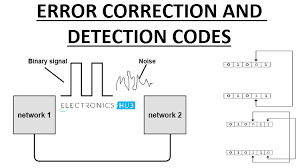 ERROR CORRECTION AND
DETECTION CODES
Binary signal
Noise
network 1
ELECTRONICS HUB
network 2